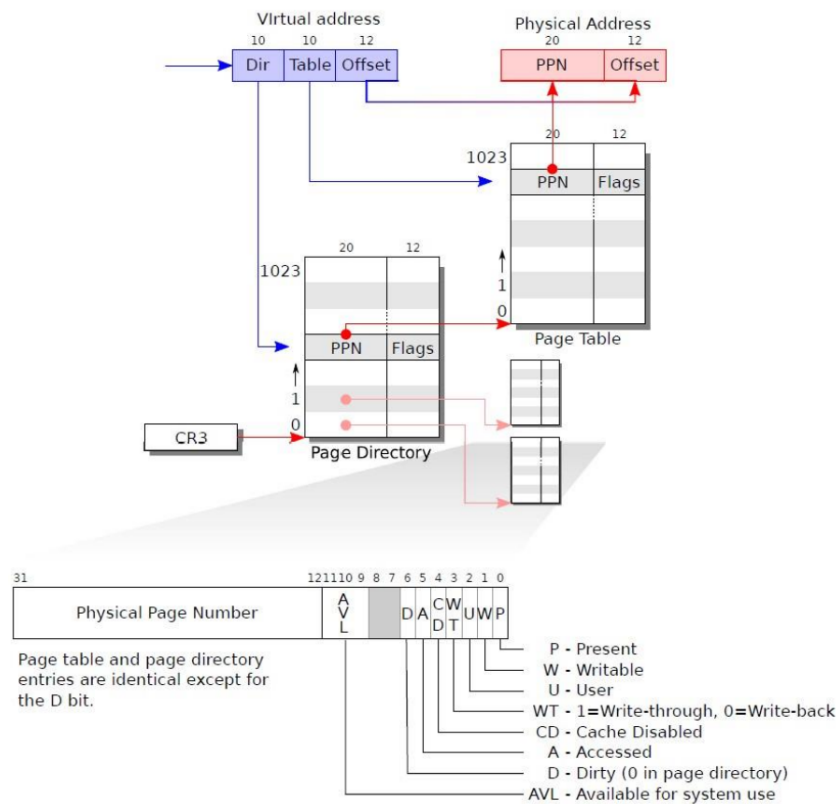 VIrtual address
Physical Address
10 10 12
20 12
Dir Table Offset
PPN Offset
20 12
1023
PPN Flags
1
0
Page Table
20 12
1023
PPN Flags
1
0
CR3
Page Directory
31 12 11 10 9 8 7 6 5 4 3 2 1 0
Physical Page Number
AVL
D A CD WT U W P
Page table and page directory
entries are identical except for
the D bit.
P - Present
W - Writable
U - User
WT - 1=Write-through, 0=Write-back
CD - Cache Disabled
A - Accessed
D - Dirty (0 in page directory)
AVL - Available for system use